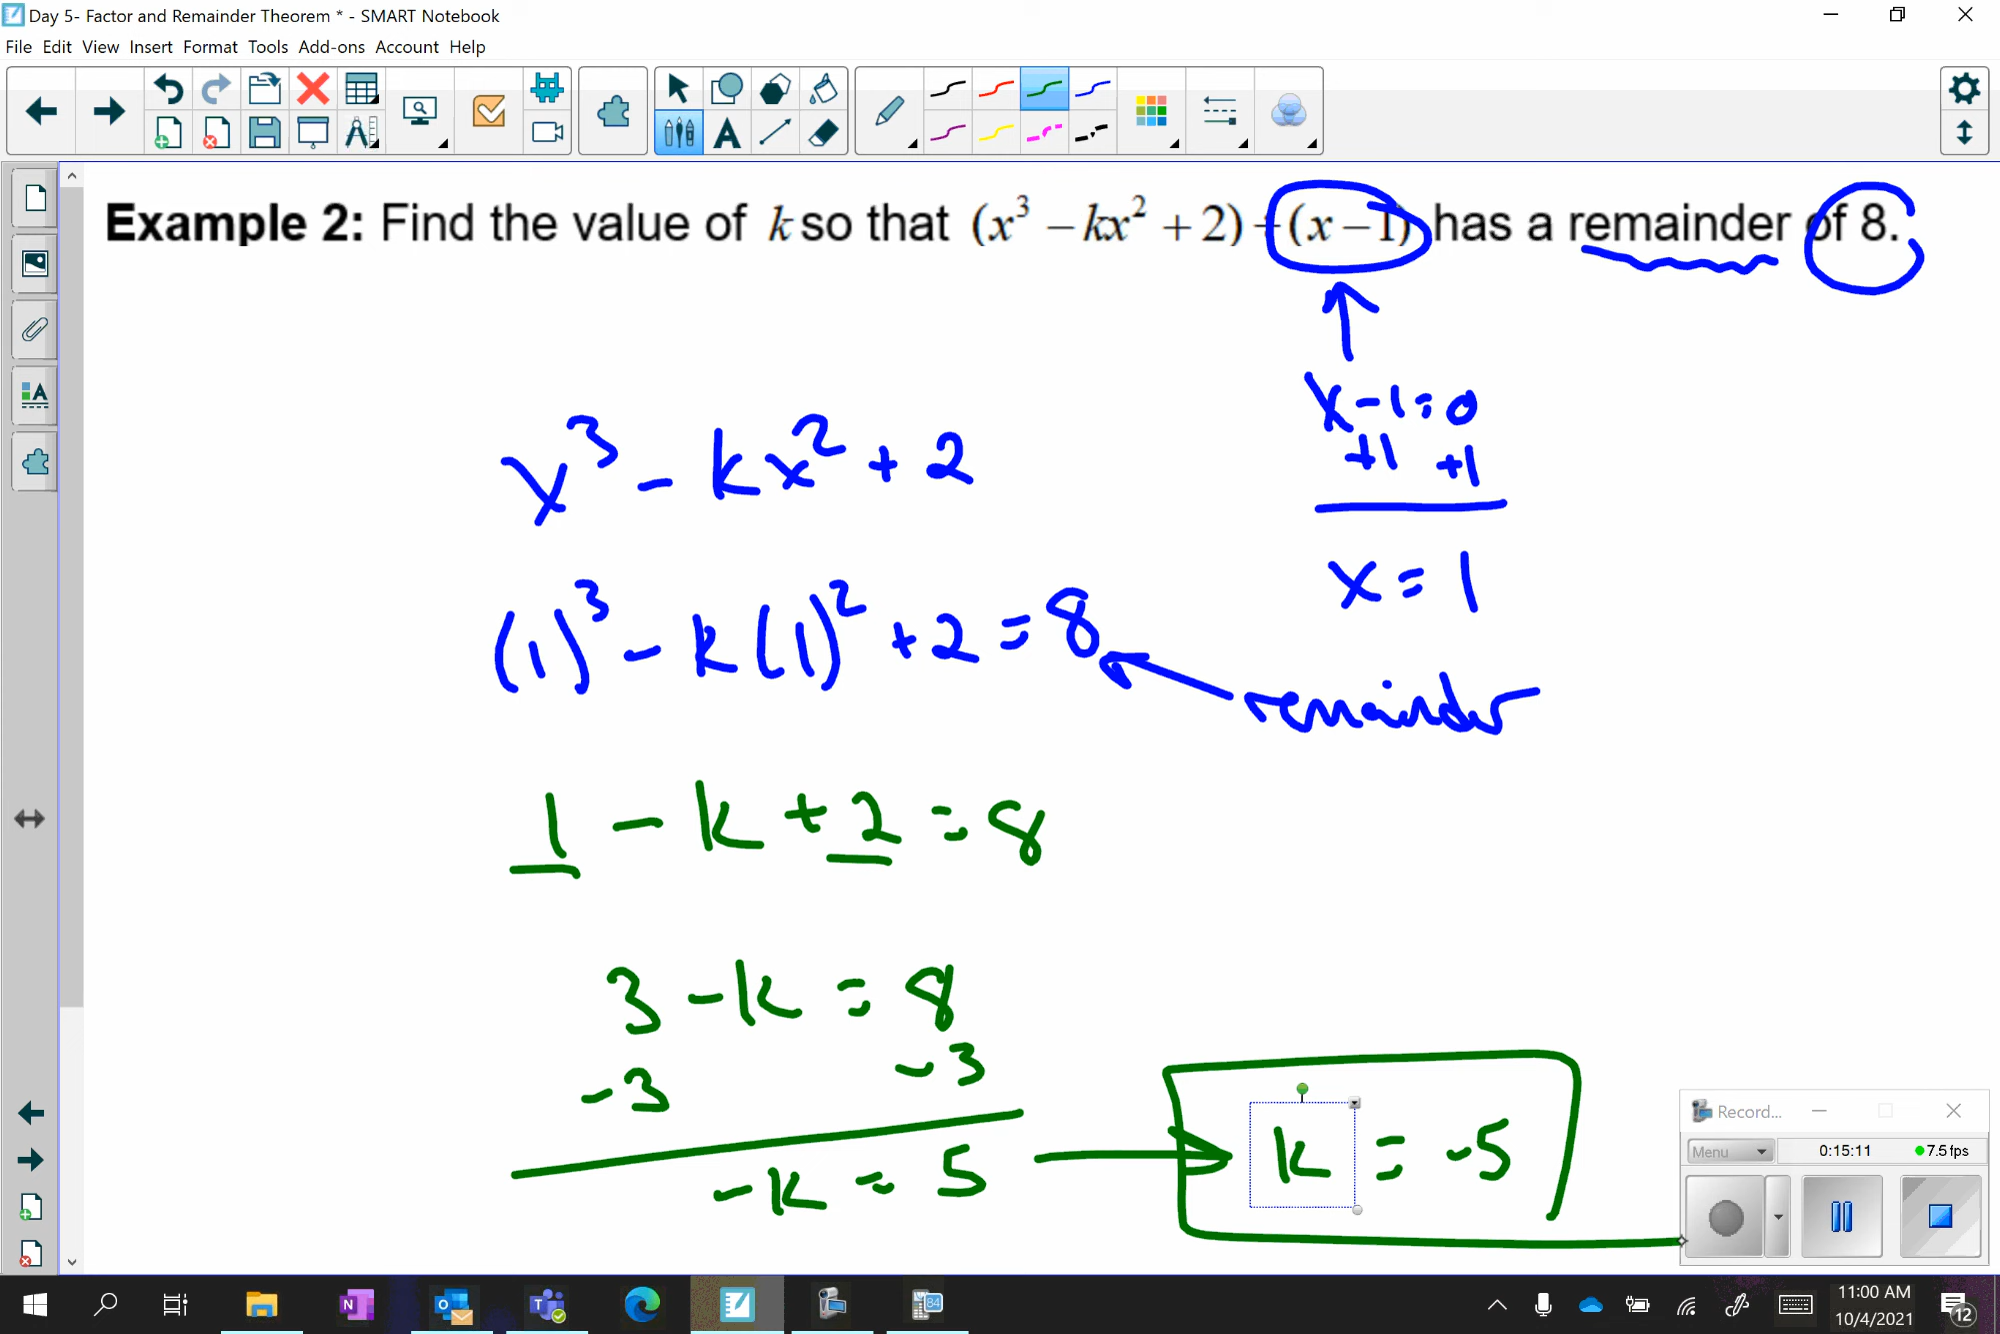 Day 5- Factor and Remainder Theorem * - SMART Notebook
File Edit View Insert Format Tools Add-ons Account Help
Example 2: Find the value of k so that (x³ − kx² + 2) ÷ (x − 1) has a remainder of 8.
x - 1 = 0
+1 +1
x = 1
x³ - kx² + 2
(1)³ - k(1)² + 2 = 8
remainder
1 - k + 2 = 8
3 - k = 8
-3 -3
-k = 5
k = -5
Record...
Menu 0:15:11 7.5 fps
11:00 AM
10/4/2021
12
84